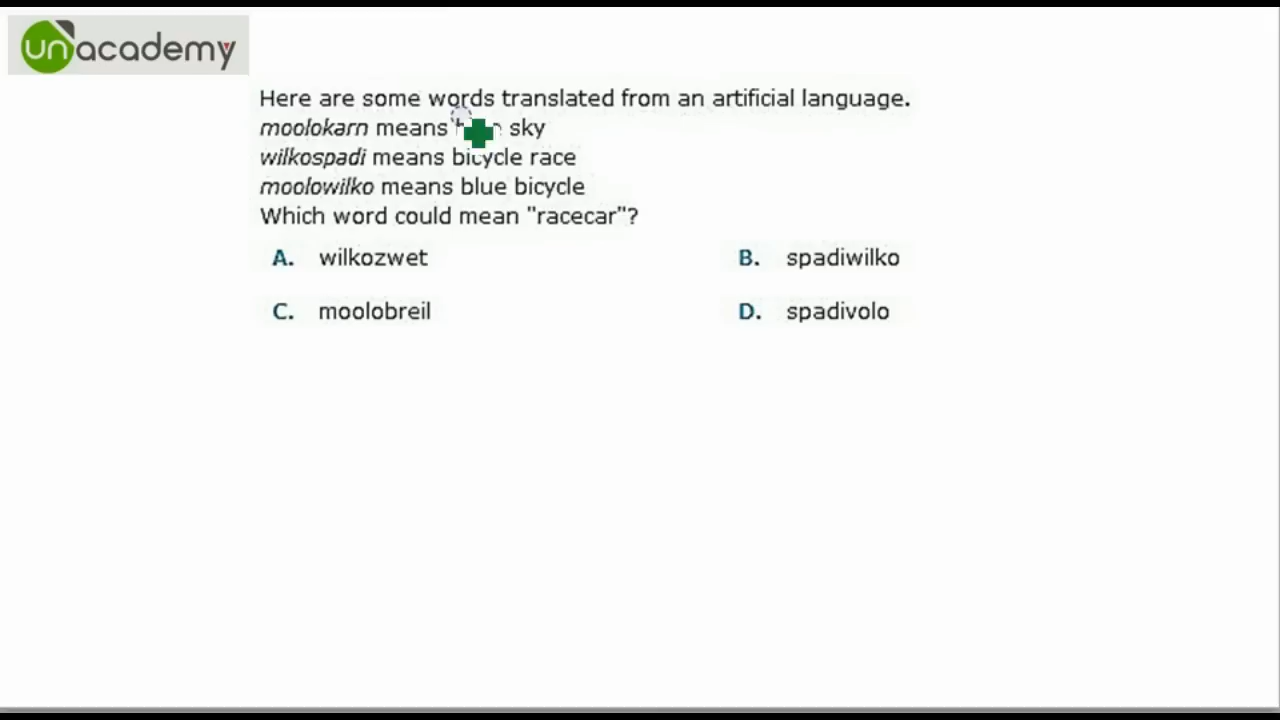 unacademy
Here are some words translated from an artificial language.
moolokarn means sky
wilkospadi means bicycle race
moolowilko means blue bicycle
Which word could mean "racecar"?
A. wilkozwet B. spadiwilko
C. moolobreil D. spadivolo